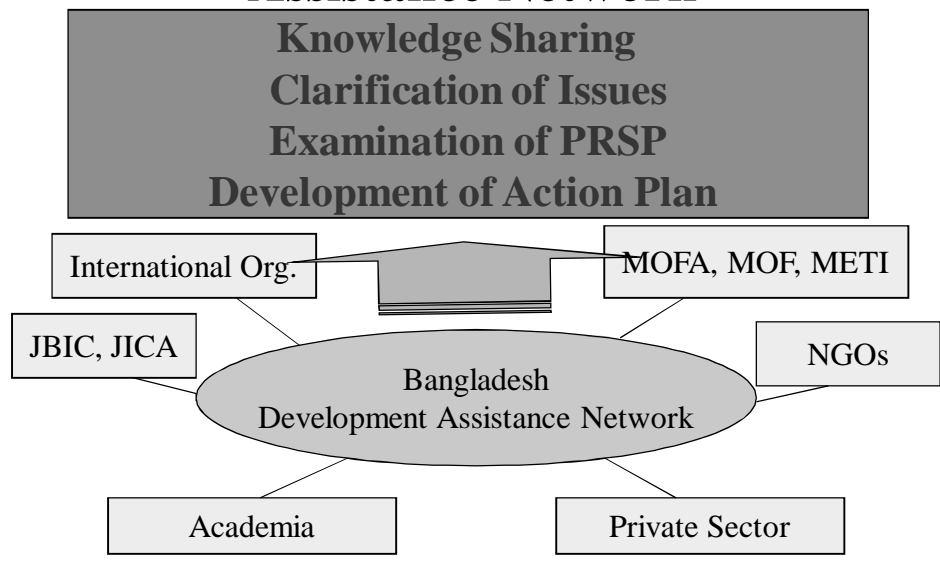 Knowledge Sharing
Clarification of Issues
Examination of PRSP
Development of Action Plan
International Org.
MOFA, MOF, METI
JBIC, JICA
NGOs
Bangladesh
Development Assistance Network
Academia
Private Sector